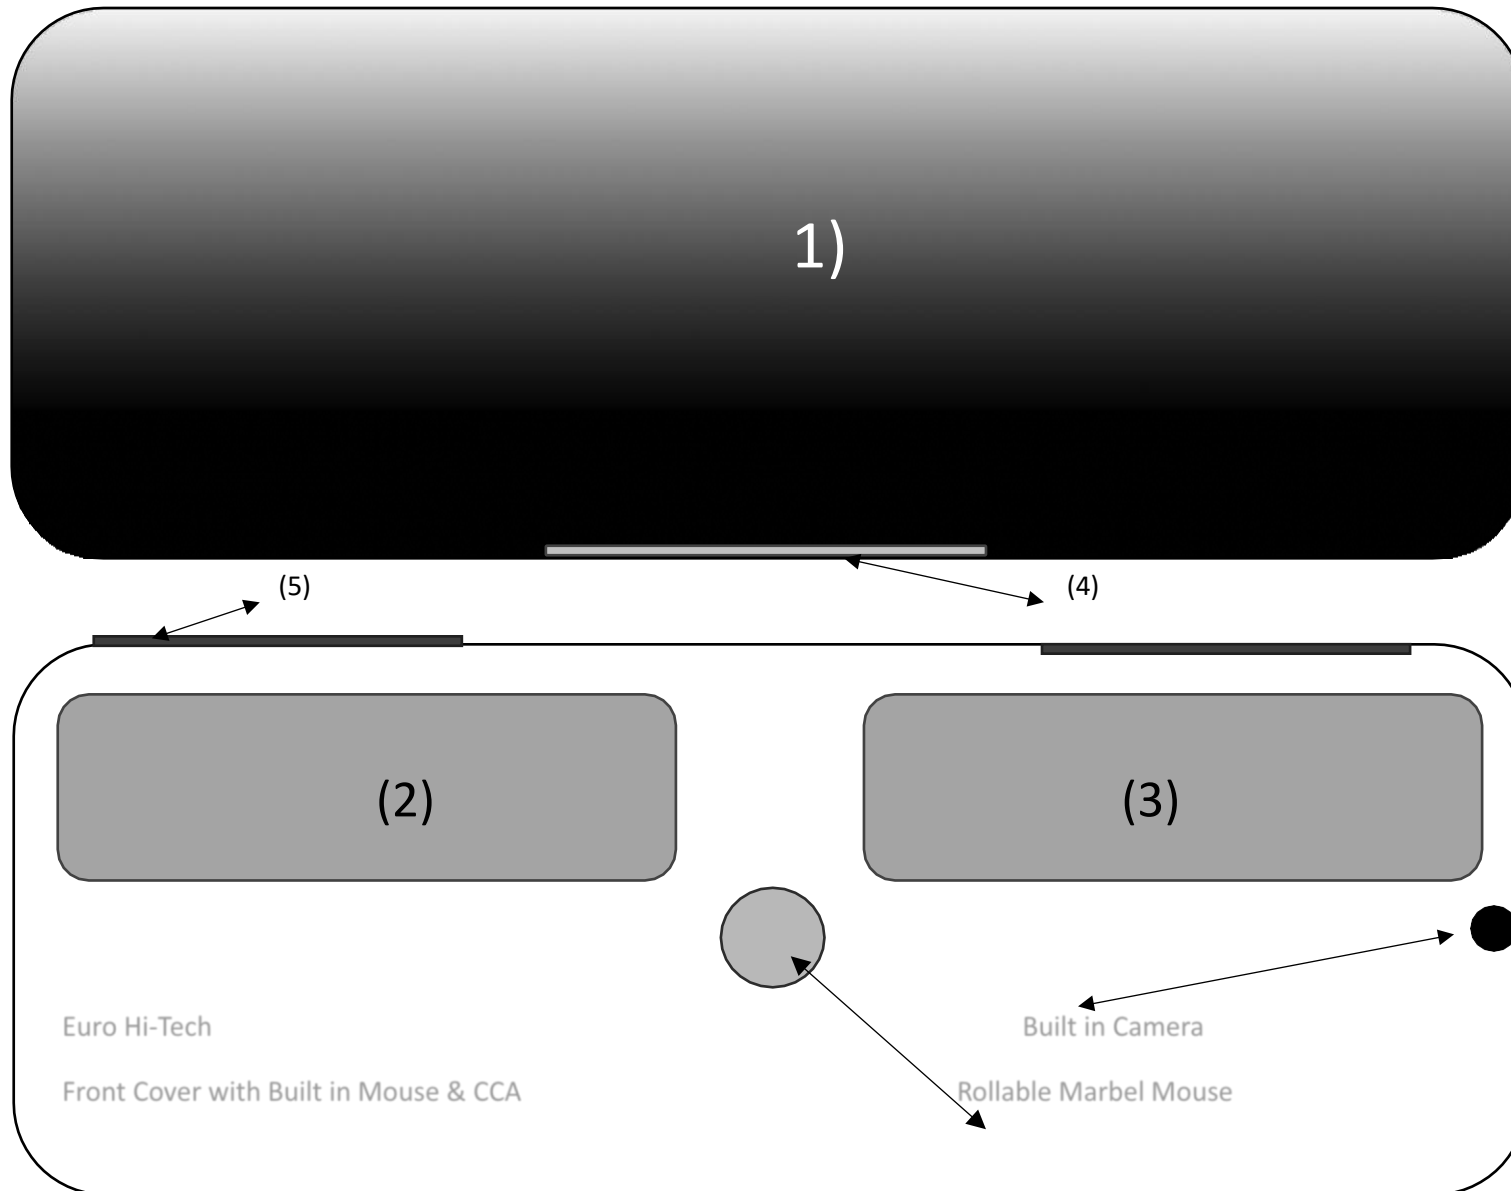 1)
(5)
(4)
(2)
(3)
Euro Hi-Tech
Built in Camera
Front Cover with Built in Mouse & CCA
Rollable Marbel Mouse